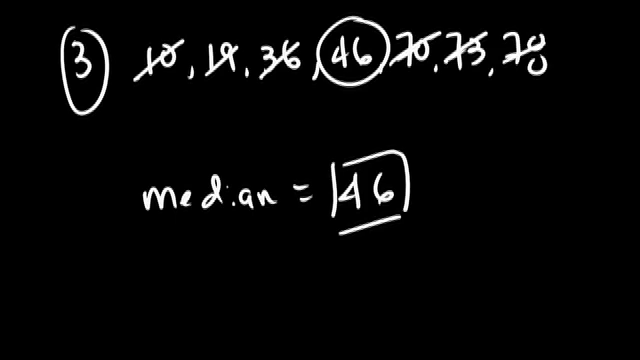 3 10, 19, 36, 46, 70, 73, 78
median = 46